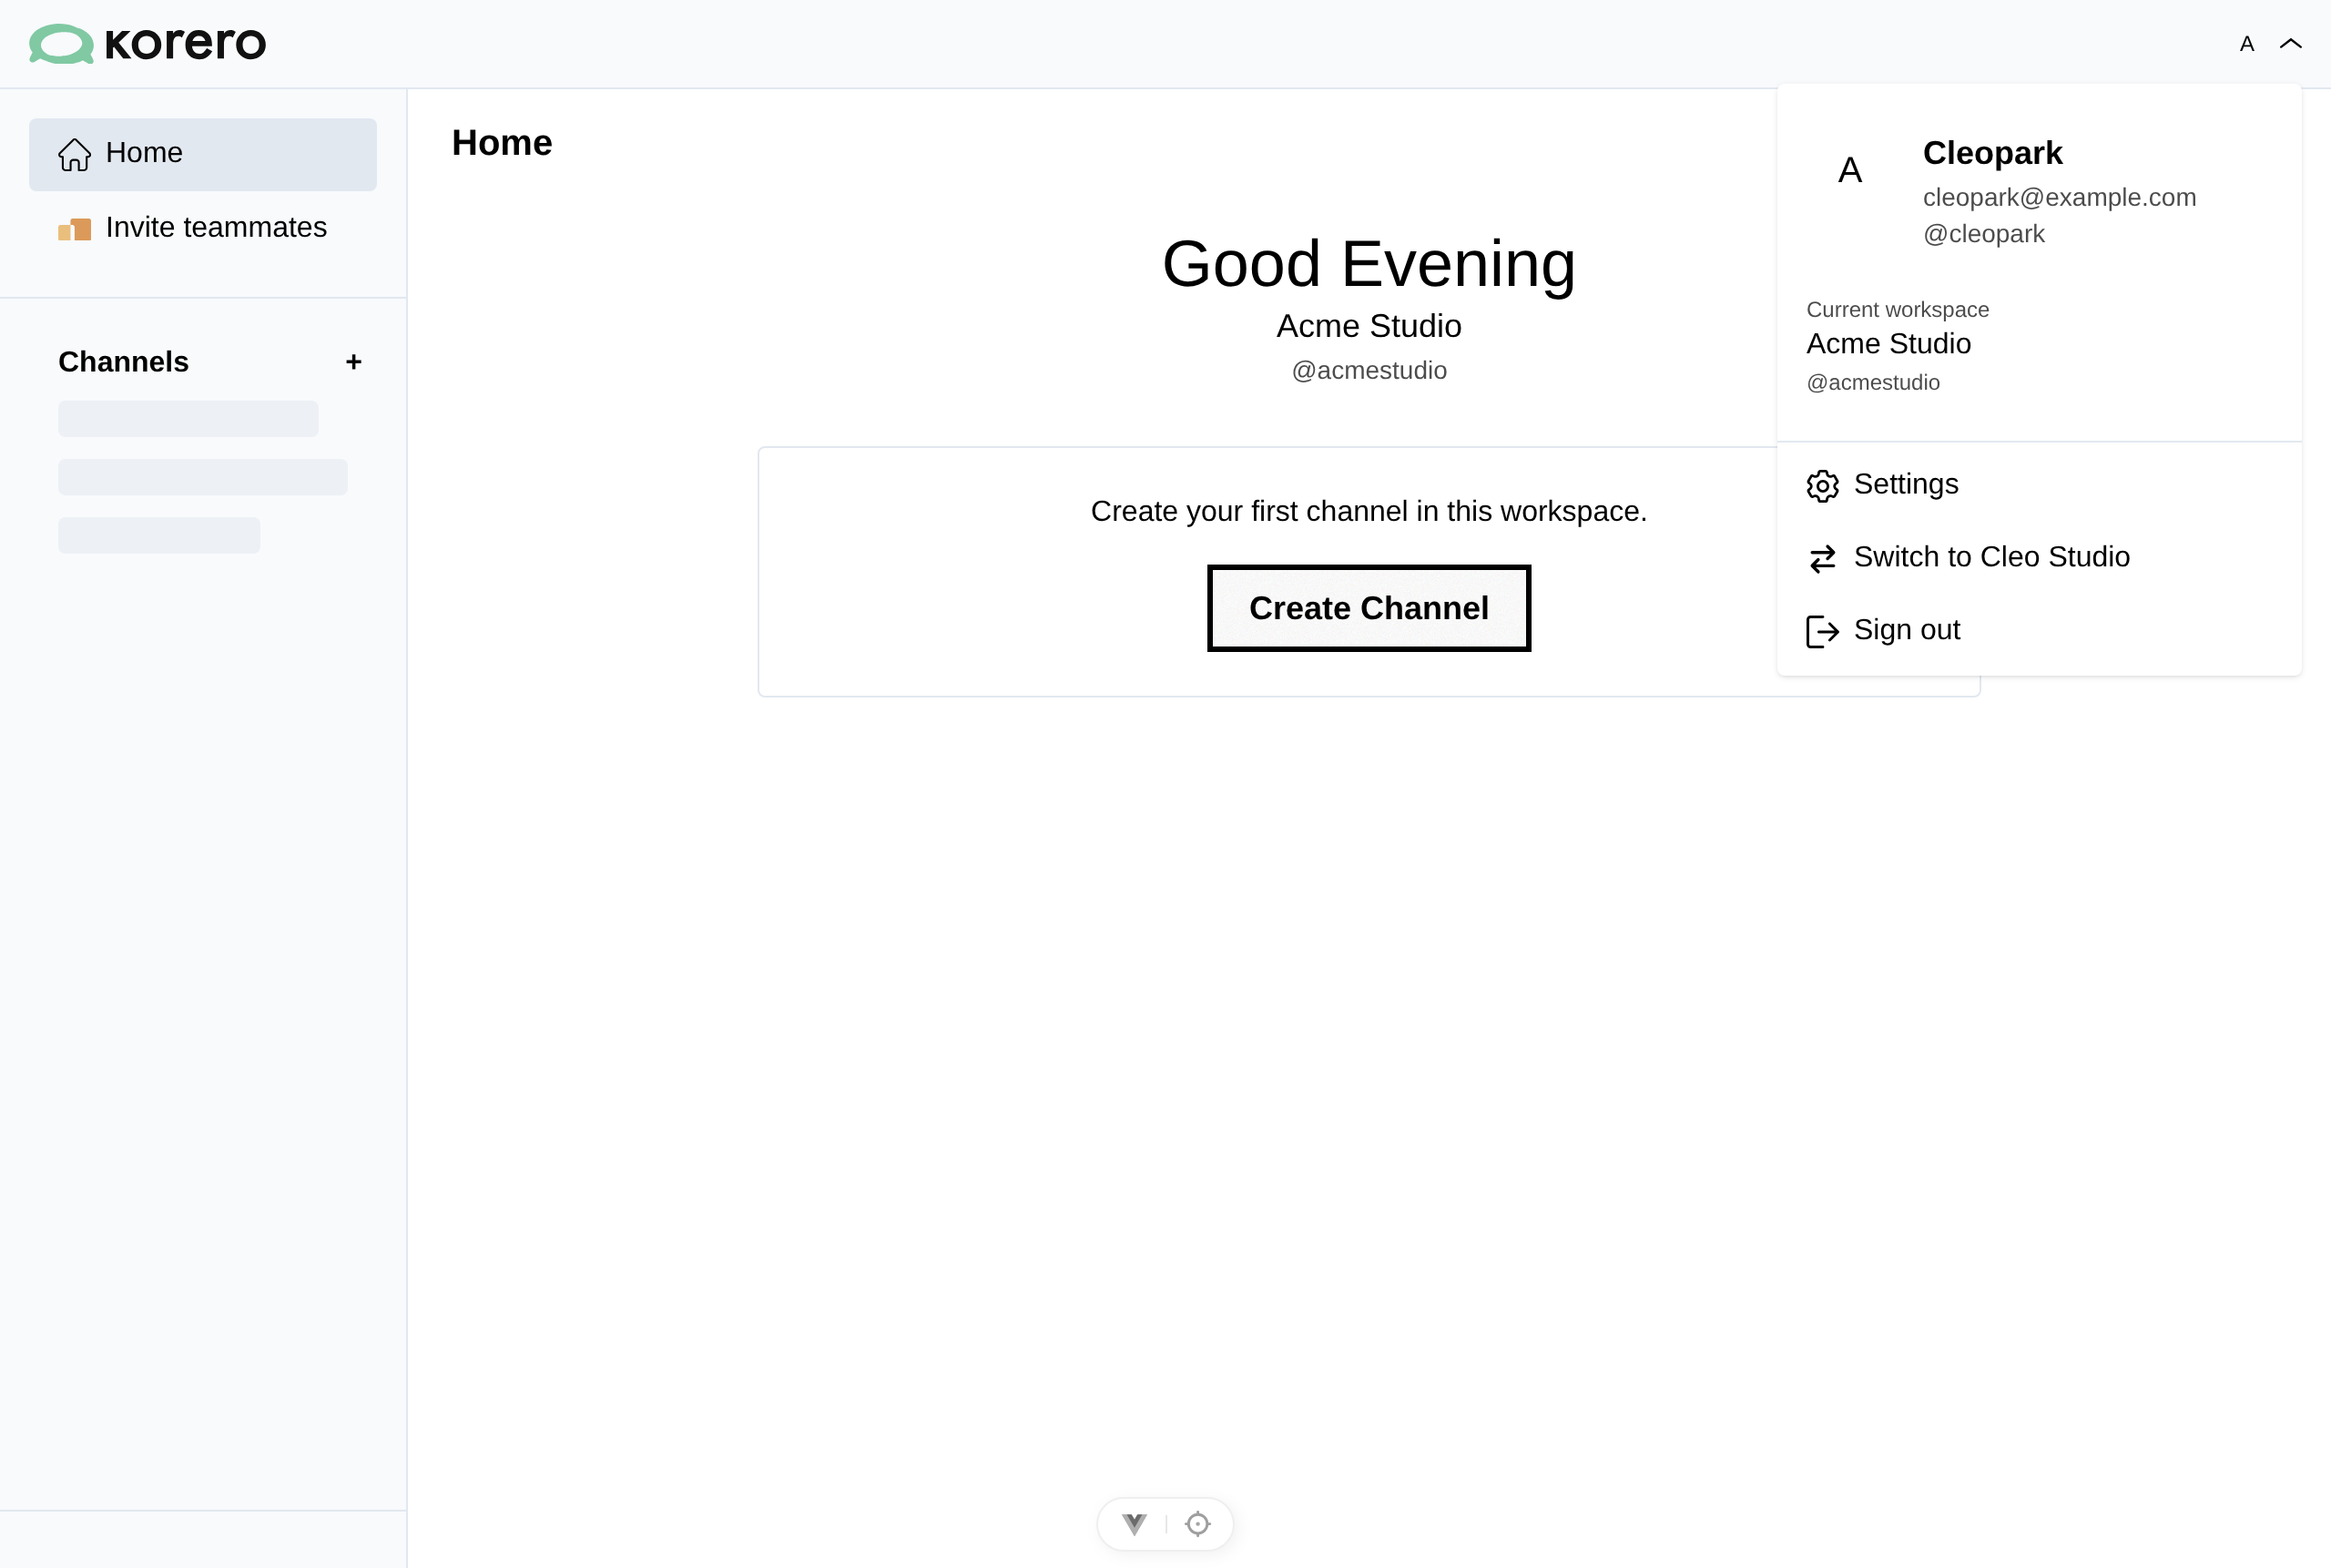 korero
A
Home
Invite teammates
Channels
+
Home
Good Evening
Acme Studio
@acmestudio
Create your first channel in this workspace.
Create Channel
A
Cleopark
cleopark@example.com
@cleopark
Current workspace
Acme Studio
@acmestudio
Settings
Switch to Cleo Studio
Sign out